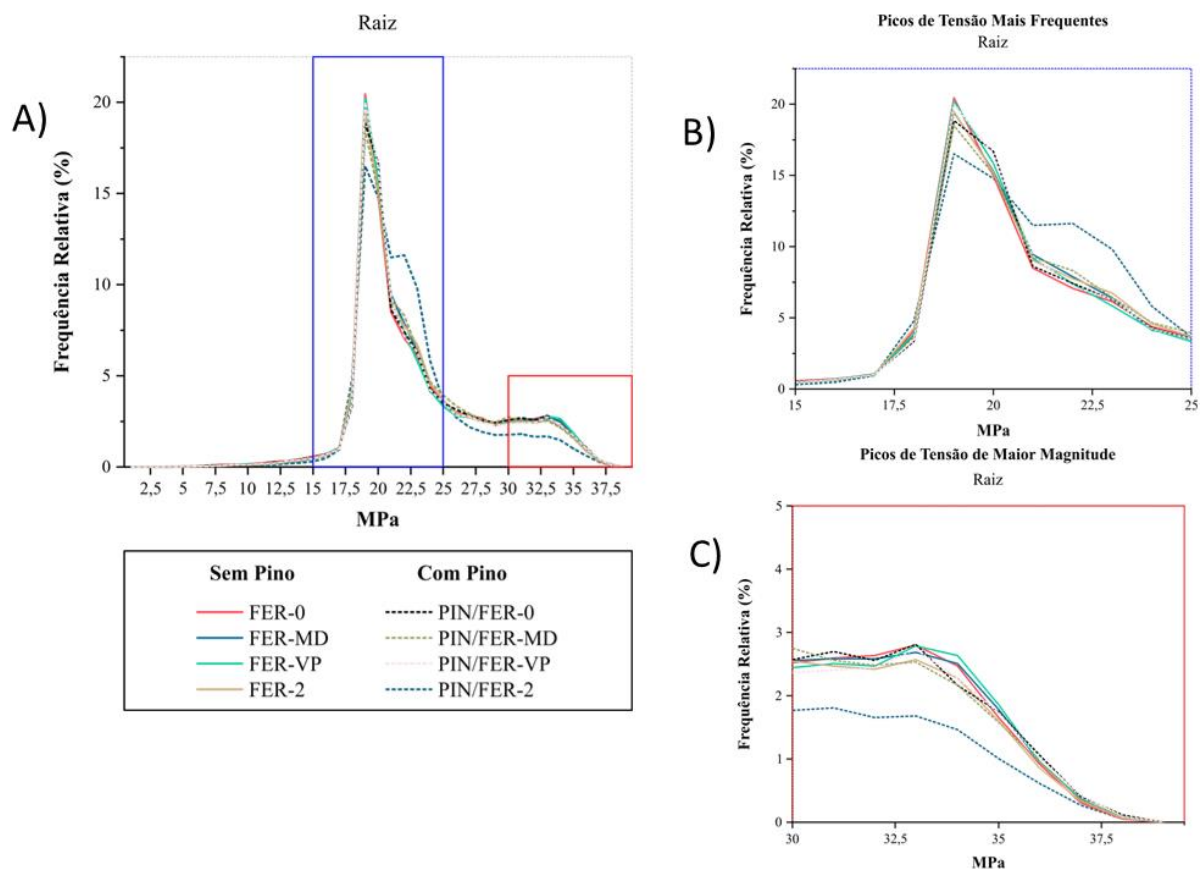 A)
Raiz
Frequência Relativa (%)
20
15
10
5
0
2,5 5 7,5 10 12,5 15 17,5 20 22,5 25 27,5 30 32,5 35 37,5
MPa
Sem Pino Com Pino
FER-0 PIN/FER-0
FER-MD PIN/FER-MD
FER-VP PIN/FER-VP
FER-2 PIN/FER-2
B)
Picos de Tensão Mais Frequentes
Raiz
Frequência Relativa (%)
20
15
10
5
0
15 17,5 20 22,5 25
MPa
C)
Picos de Tensão de Maior Magnitude
Raiz
Frequência Relativa (%)
5
4
3
2
1
0
30 32,5 35 37,5
MPa